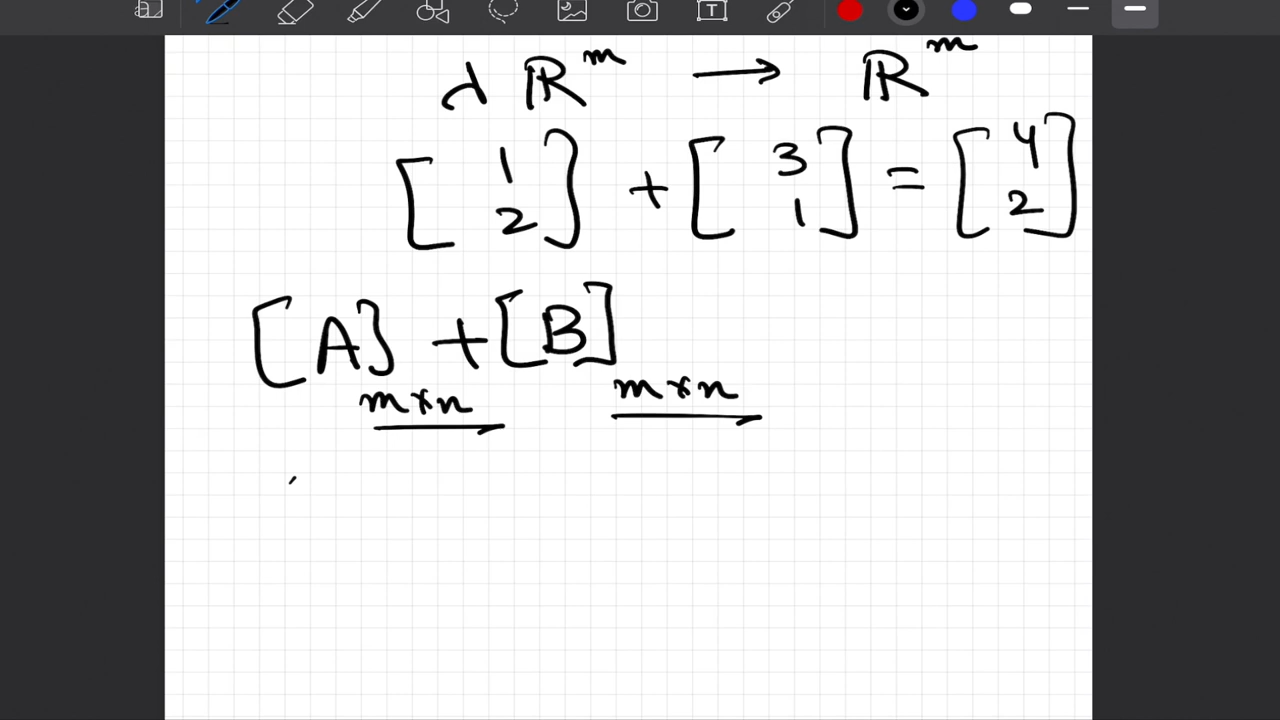 λ ℝ^m → ℝ^m
[1 2] + [3 1] = [4 2]
[A] + [B]
m×n m×n